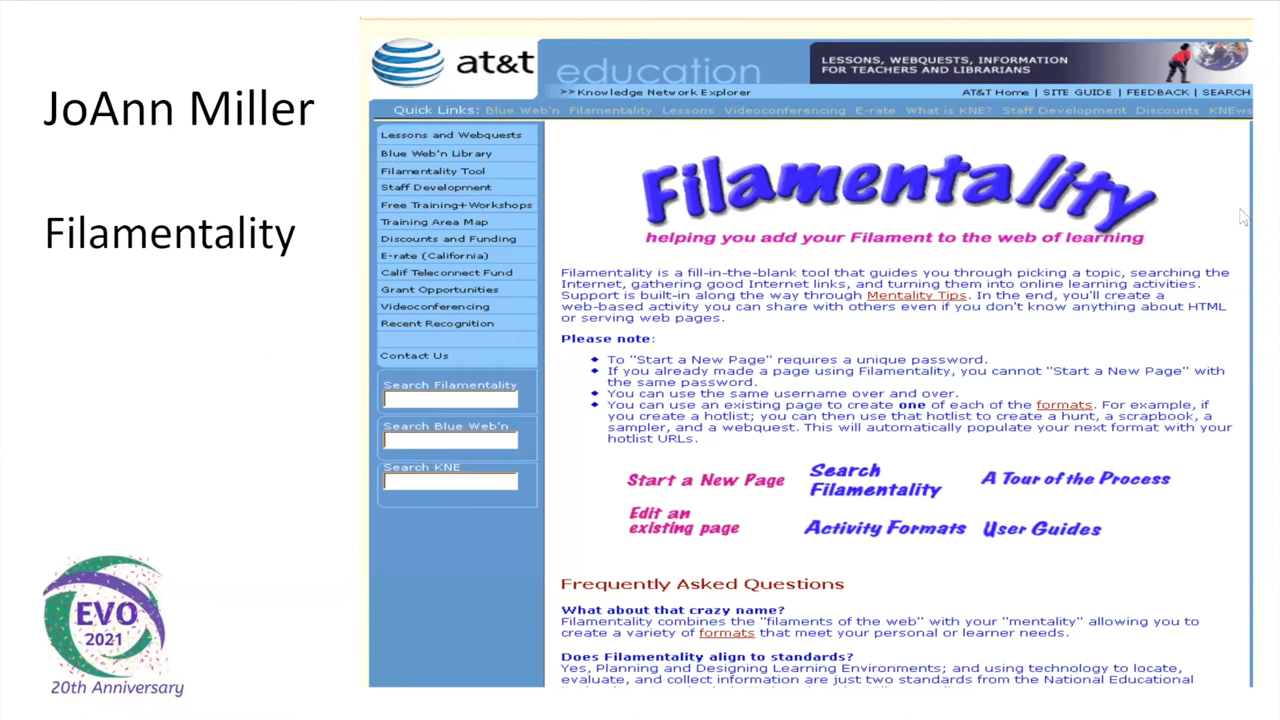 JoAnn Miller
Filamentality
EVO
2021
20th Anniversary
at&t
education
LESSONS, WEBQUESTS, INFORMATION
FOR TEACHERS AND LIBRARIANS
>>Knowledge Network Explorer
AT&T Home | SITE GUIDE | FEEDBACK | SEARCH
Quick Links: Blue Web'n Filamentality Lessons Videoconferencing E-rate What is KNE? Staff Development Discounts KNEws
Lessons and Webquests
Blue Web'n Library
Filamentality Tool
Staff Development
Free Training+Workshops
Training Area Map
Discounts and Funding
E-rate (California)
Calif Teleconnect Fund
Grant Opportunities
Videoconferencing
Recent Recognition
Contact Us
Search Filamentality
Search Blue Web'n
Search KNE
Filamentality
helping you add your Filament to the web of learning
Filamentality is a fill-in-the-blank tool that guides you through picking a topic, searching the
Internet, gathering good Internet links, and turning them into online learning activities.
Support is built-in along the way through Mentality Tips. In the end, you'll create a
web-based activity you can share with others even if you don't know anything about HTML
or serving web pages.
Please note:
To "Start a New Page" requires a unique password.
If you already made a page using Filamentality, you cannot "Start a New Page" with
the same password.
You can use the same username over and over.
You can use an existing page to create one of each of the formats. For example, if
you create a hotlist; you can then use that hotlist to create a hunt, a scrapbook, a
sampler, and a webquest. This will automatically populate your next format with your
hotlist URLs.
Start a New Page
Search
Filamentality
A Tour of the Process
Edit an
existing page
Activity Formats
User Guides
Frequently Asked Questions
What about that crazy name?
Filamentality combines the "filaments of the web" with your "mentality" allowing you to
create a variety of formats that meet your personal or learner needs.
Does Filamentality align to standards?
Yes, Planning and Designing Learning Environments; and using technology to locate,
evaluate, and collect information are just two standards from the National Educational